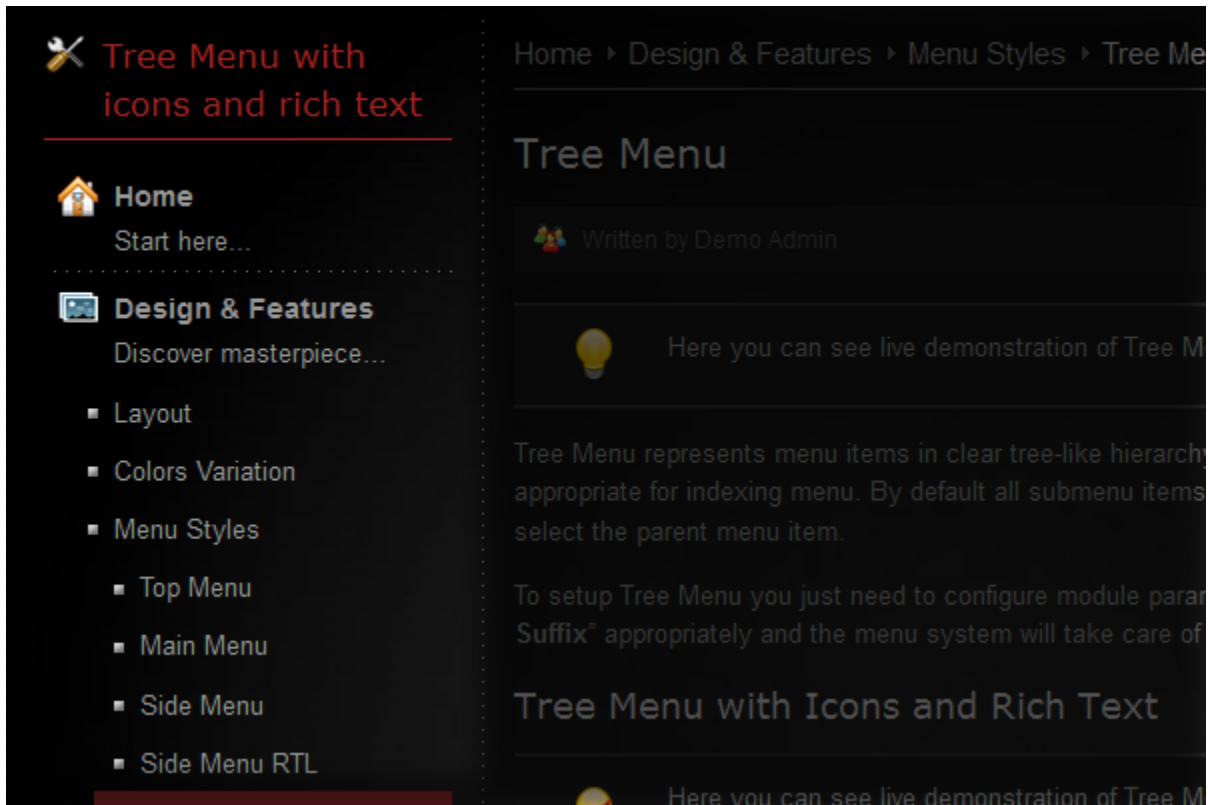 Tree Menu with
icons and rich text
Home
Start here...
Design & Features
Discover masterpiece...
Layout
Colors Variation
Menu Styles
Top Menu
Main Menu
Side Menu
Side Menu RTL
Home Design & Features Menu Styles Tree Me
Tree Menu
Written by Demo Admin
Here you can see live demonstration of Tree M
Tree Menu represents menu items in clear tree-like hierarchy
appropriate for indexing menu. By default all submenu items
select the parent menu item.
To setup Tree Menu you just need to configure module parar
Suffix" appropriately and the menu system will take care of
Tree Menu with Icons and Rich Text
Here you can see live demonstration of Tree M